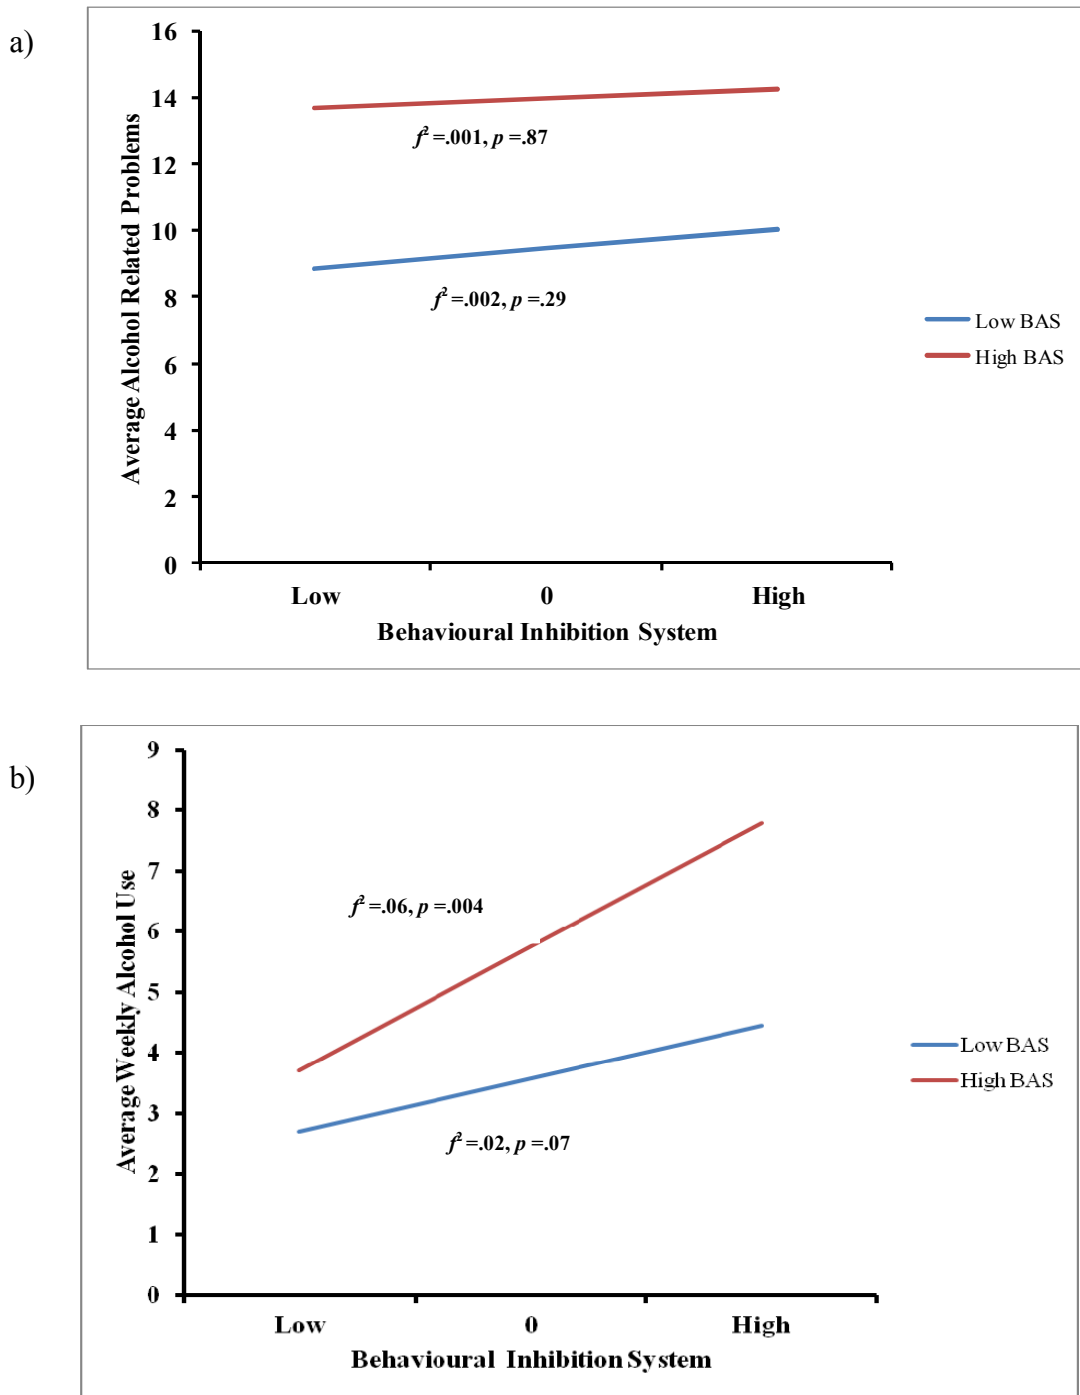 a)
16
14
12
10
8
6
4
2
0
Average Alcohol Related Problems
f² =.001, p =.87
f² =.002, p =.29
Low BAS
High BAS
Low 0 High
Behavioural Inhibition System
b)
9
8
7
6
5
4
3
2
1
0
Average Weekly Alcohol Use
f² =.06, p =.004
f² =.02, p =.07
Low BAS
High BAS
Low 0 High
Behavioural Inhibition System